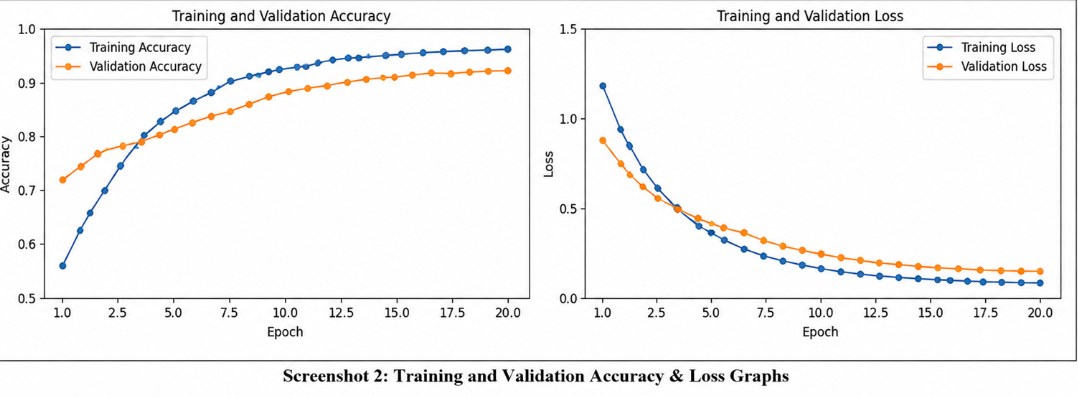 Training and Validation Accuracy
1.0
0.9
0.8
0.7
0.6
0.5
Accuracy
Training Accuracy
Validation Accuracy
1.0 2.5 5.0 7.5 10.0 12.5 15.0 17.5 20.0
Epoch
Training and Validation Loss
1.5
1.0
0.5
0.0
Loss
Training Loss
Validation Loss
1.0 2.5 5.0 7.5 10.0 12.5 15.0 17.5 20.0
Epoch
Screenshot 2: Training and Validation Accuracy & Loss Graphs